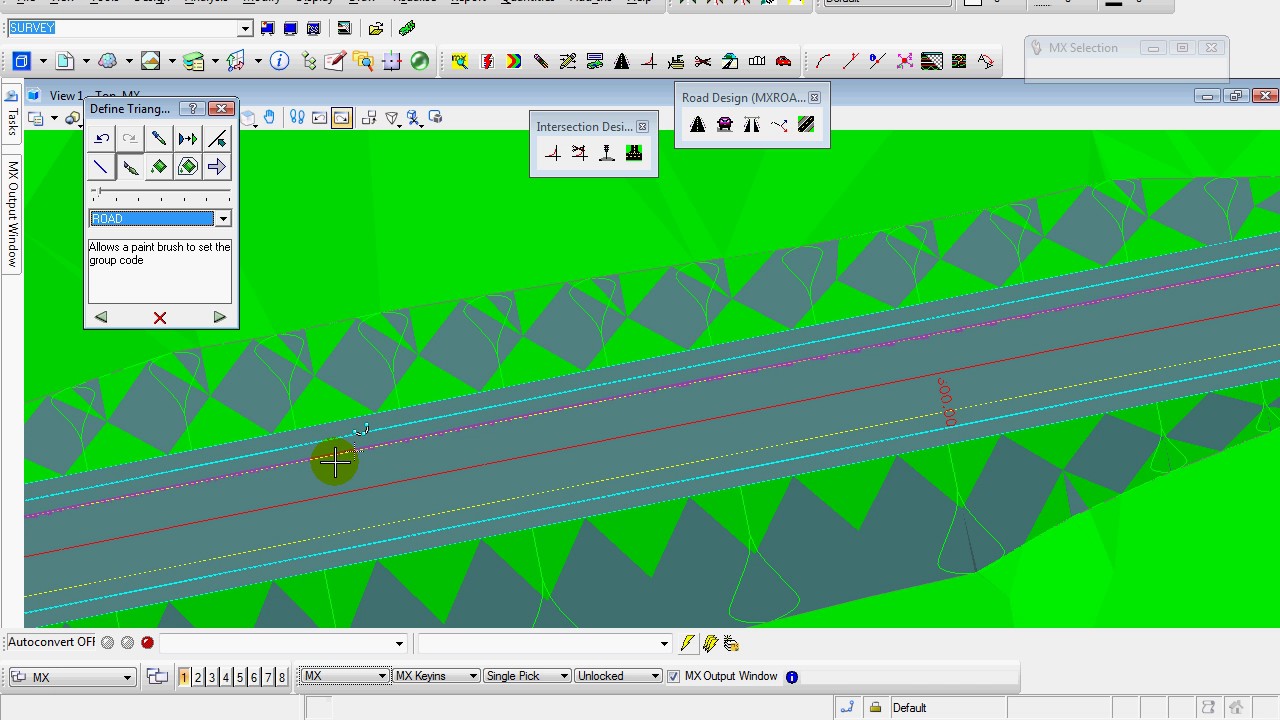 SURVEY
MX Selection
View 1 - Top, MX
Define Triang...
Road Design (MXROA...
Intersection Desi...
Tasks
MX Output Window
ROAD
Allows a paint brush to set the
group code
Autoconvert OFF
MX
1 2 3 4 5 6 7 8
MX
MX Keyins
Single Pick
Unlocked
MX Output Window
Default